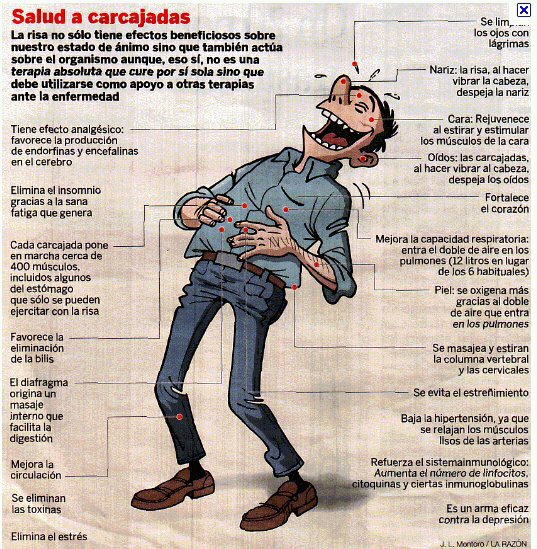 Salud a carcajadas
La risa no sólo tiene efectos beneficiosos sobre
nuestro estado de ánimo sino que también actúa
sobre el organismo aunque, eso sí, no es una
terapia absoluta que cure por sí sola sino que
debe utilizarse como apoyo a otras terapias
ante la enfermedad
Tiene efecto analgésico:
favorece la producción
de endorfinas y encefalinas
en el cerebro
Elimina el insomnio
gracias a la sana
fatiga que genera
Cada carcajada pone
en marcha cerca de
400 músculos,
incluidos algunos
del estómago
que sólo se pueden
ejercitar con la risa
Favorece la
eliminación
de la bilis
El diafragma
origina un
masaje
interno que
facilita la
digestión
Mejora la
circulación
Se eliminan
las toxinas
Elimina el estrés
Se limpian
los ojos con
lágrimas
Nariz: la risa, al hacer
vibrar la cabeza,
despeja la nariz
Cara: Rejuvenece
al estirar y estimular
los músculos de la cara
Oídos: las carcajadas,
al hacer vibrar la cabeza,
despeja los oídos
Fortalece
el corazón
Mejora la capacidad respiratoria:
entra el doble de aire en los
pulmones (12 litros en lugar
de los 6 habituales)
Piel: se oxigena más
gracias al doble
de aire que entra
en los pulmones
Se masajea y estiran
la columna vertebral
y las cervicales
Se evita el estreñimiento
Baja la hipertensión, ya que
se relajan los músculos
lisos de las arterias
Refuerza el sistemainmunológico:
Aumenta el número de linfocitos,
citoquinas y ciertas inmunoglobulinas
Es un arma eficaz
contra la depresión
J. L. Montoro / LA RAZÓN